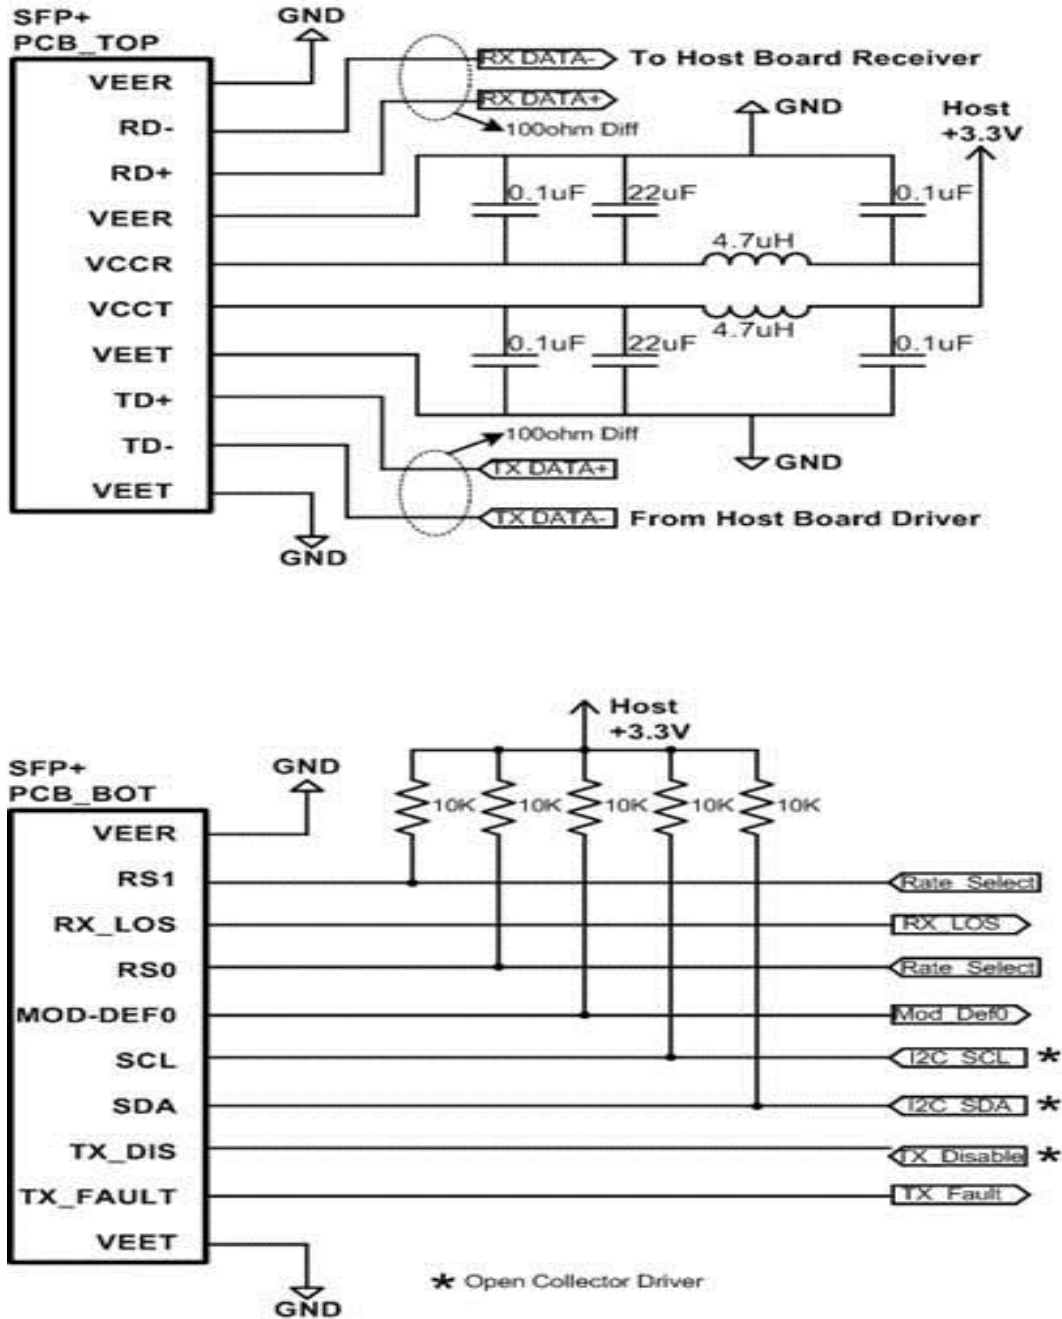 SFP+
PCB_TOP
GND
VEER
RD-
RD+
VEER
VCCR
VCCT
VEET
TD+
TD-
VEET
GND
RX DATA- To Host Board Receiver
RX DATA+
100ohm Diff
GND
Host
+3.3V
0.1uF 22uF 0.1uF
4.7uH
4.7uH
0.1uF 22uF 0.1uF
100ohm Diff
GND
TX DATA+
TX DATA- From Host Board Driver
SFP+
PCB_BOT
GND
Host
+3.3V
10K 10K 10K 10K 10K
VEER
RS1 Rate Select
RX_LOS RX LOS
RS0 Rate Select
MOD-DEF0 Mod Def0
SCL I2C SCL *
SDA I2C SDA *
TX_DIS TX Disable *
TX_FAULT TX Fault
VEET
GND
* Open Collector Driver